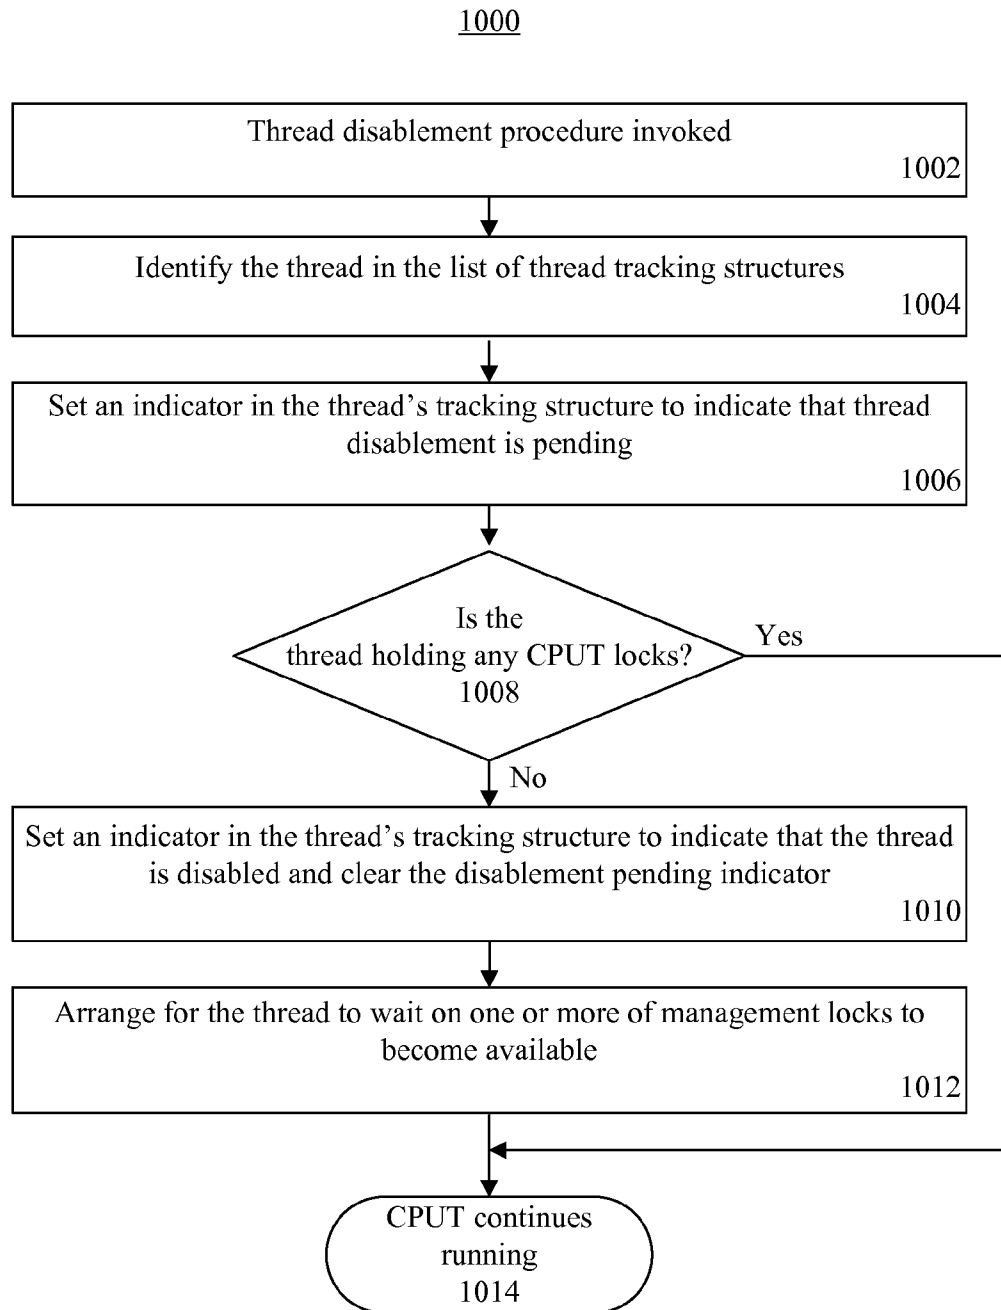 1000
Thread disablement procedure invoked
1002
Identify the thread in the list of thread tracking structures
1004
Set an indicator in the thread’s tracking structure to indicate that thread
disablement is pending
1006
Is the
thread holding any CPUT locks?
1008
Yes
No
Set an indicator in the thread’s tracking structure to indicate that the thread
is disabled and clear the disablement pending indicator
1010
Arrange for the thread to wait on one or more of management locks to
become available
1012
CPUT continues
running
1014